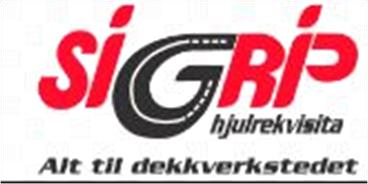 SiGRIP
hjulrekvisita
Alt til dekkverkstedet